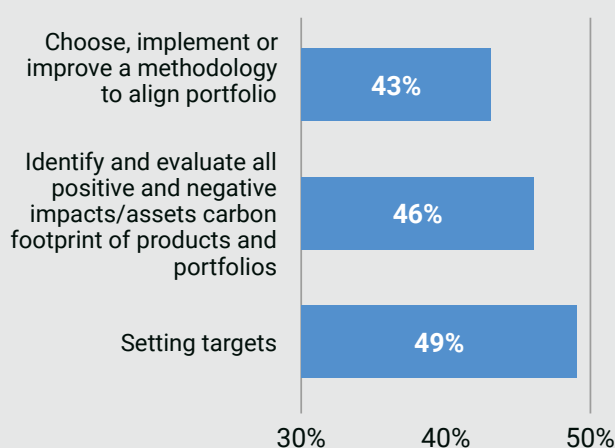 Choose, implement or
improve a methodology
to align portfolio
43%
Identify and evaluate all
positive and negative
impacts/assets carbon
footprint of products and
portfolios
46%
Setting targets
49%
30%
40%
50%